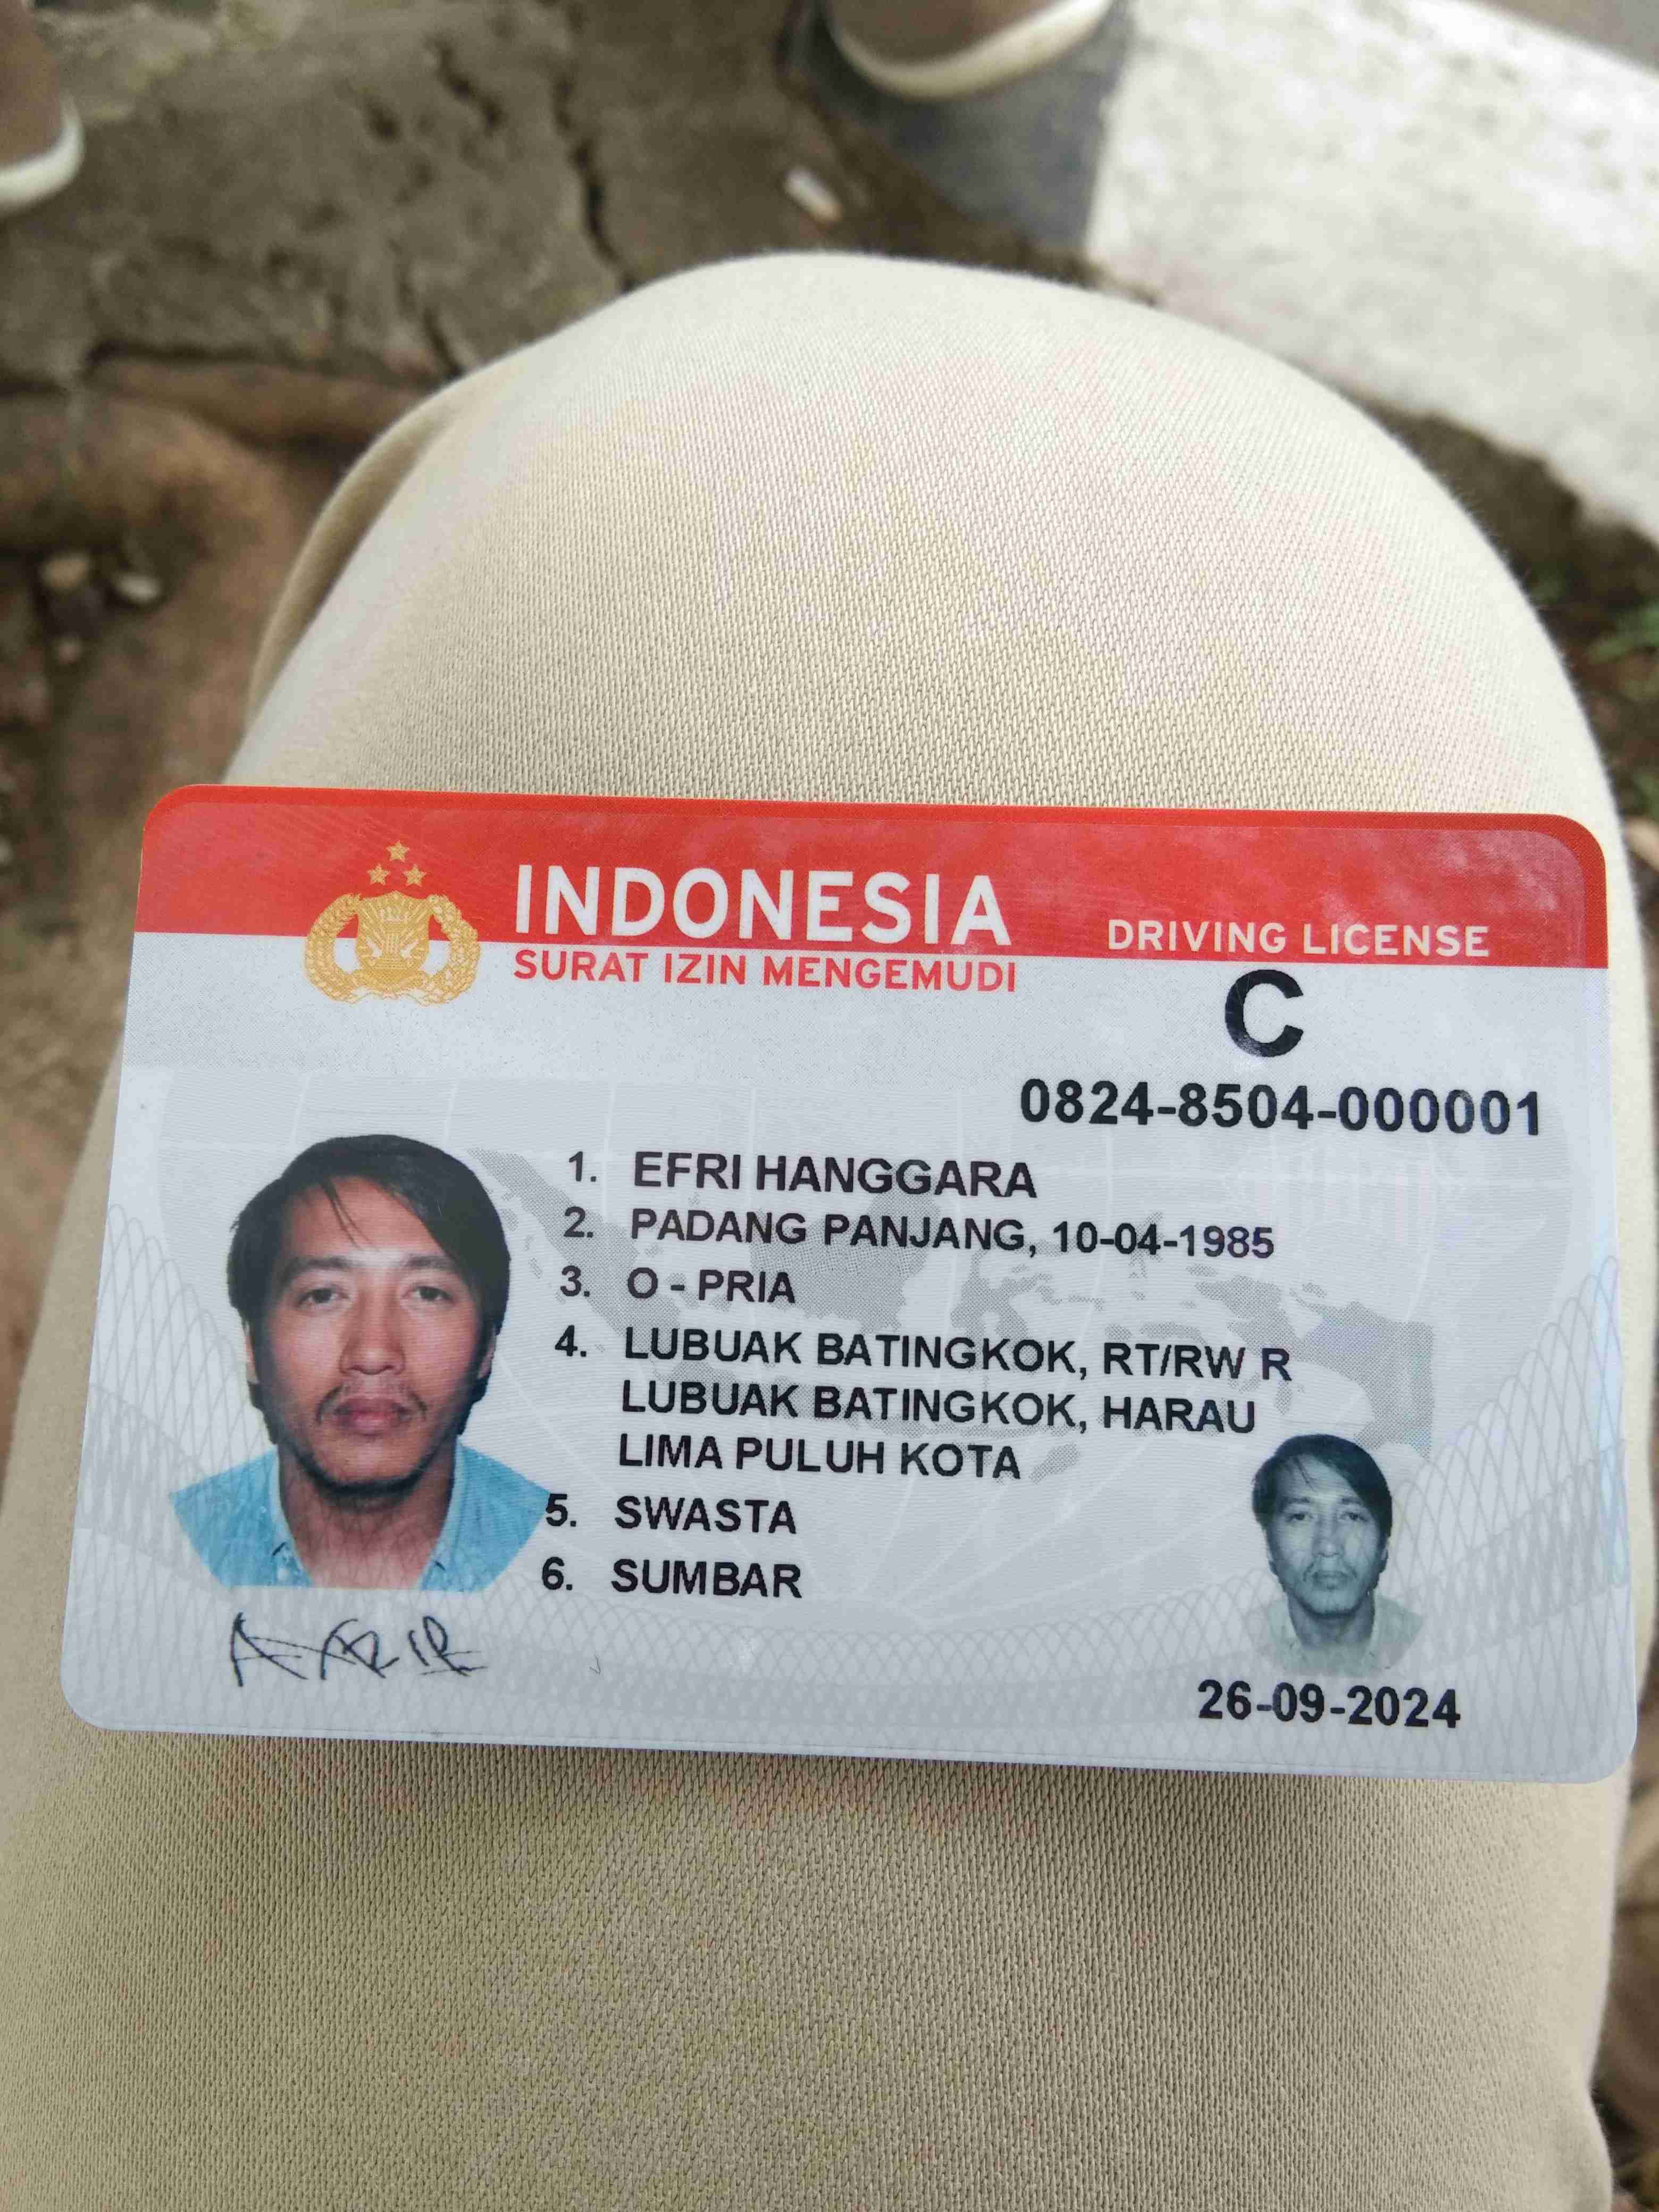 INDONESIA
SURAT IZIN MENGEMUDI
DRIVING LICENSE
C
0824-8504-000001
1. EFRI HANGGARA
2. PADANG PANJANG, 10-04-1985
3. O - PRIA
4. LUBUAK BATINGKOK, RT/RW R
LUBUAK BATINGKOK, HARAU
LIMA PULUH KOTA
5. SWASTA
6. SUMBAR
26-09-2024